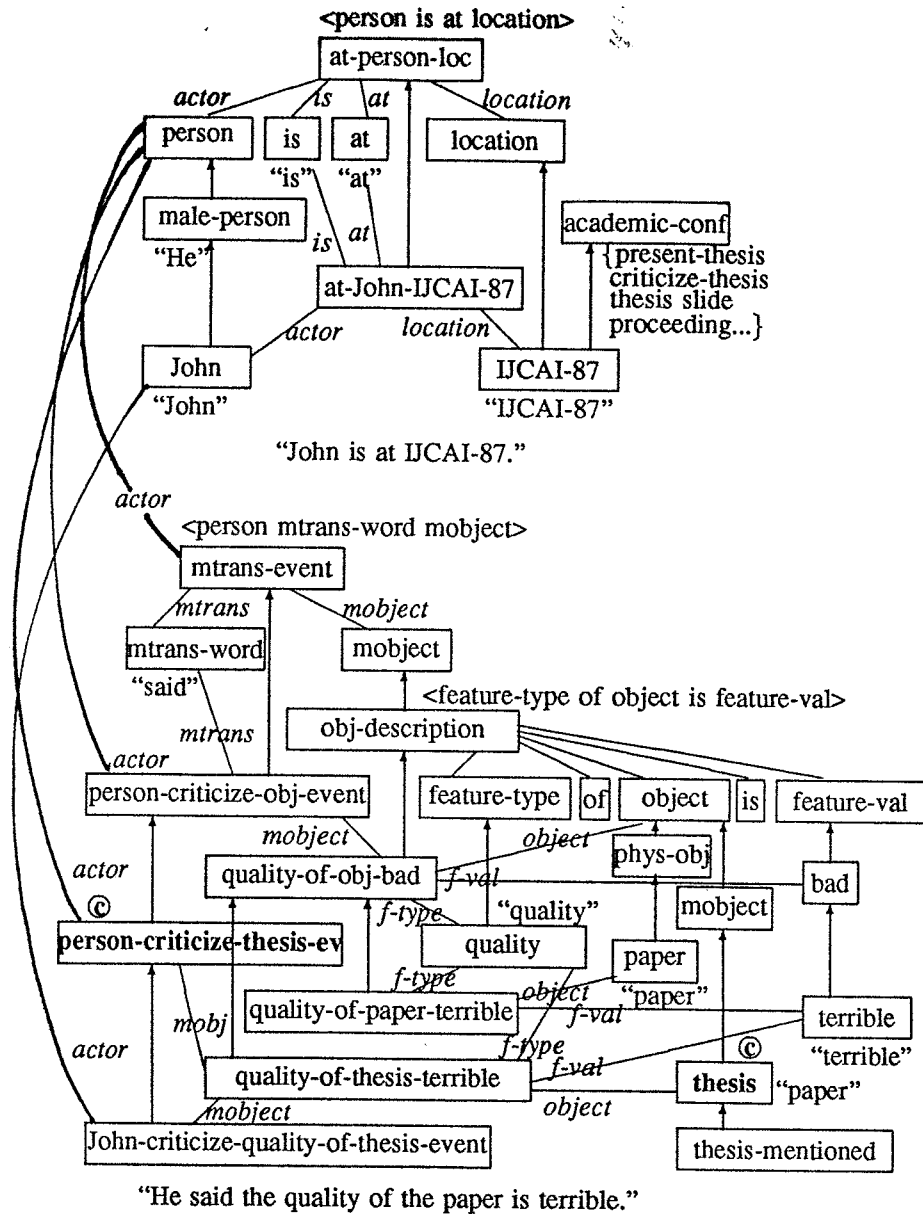 <person is at location>
at-person-loc
actor is at location
person is at location
"is" "at"
male-person academic-conf
"He" is at {present-thesis
criticize-thesis
at-John-IJCAI-87 thesis slide
proceeding...}
actor location
John IJCAI-87
"John" "IJCAI-87"
"John is at IJCAI-87."
actor
<person mtrans-word mobject>
mtrans-event
mtrans mobject
mtrans-word mobject
"said"
<feature-type of object is feature-val>
mtrans obj-description
actor
person-criticize-obj-event feature-type of object is feature-val
mobject object
actor phys-obj
quality-of-obj-bad f-val bad
© f-type "quality" mobject
person-criticize-thesis-ev quality paper
f-type object "paper"
mobj quality-of-paper-terrible f-val terrible
actor f-type "terrible"
quality-of-thesis-terrible f-val © thesis "paper"
mobject object
John-criticize-quality-of-thesis-event thesis-mentioned
"He said the quality of the paper is terrible."